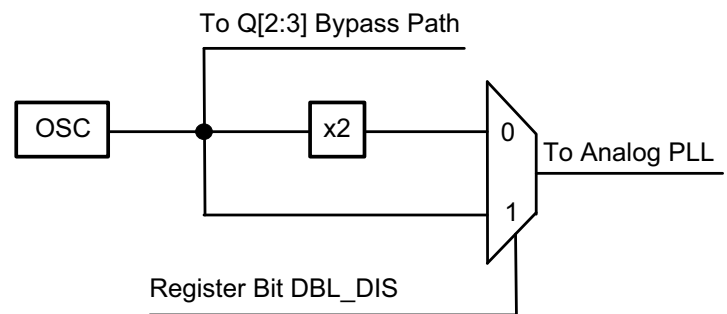 To Q[2:3] Bypass Path
OSC
x2
0
To Analog PLL
1
Register Bit DBL_DIS